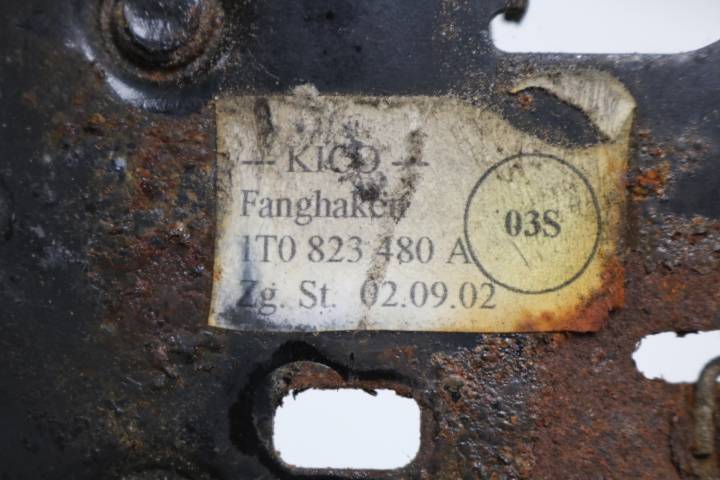 — KICO —
Fanghaken
1T0 823 480 A
03S
Zg. St. 02.09.02